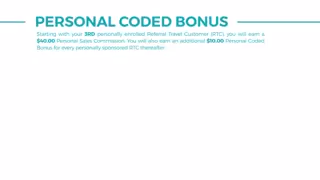 PERSONAL CODED BONUS
Starting with your 3RD personally enrolled Referral Travel Customer (RTC), you will earn a
$40.00 Personal Sales Commission. You will also earn an additional $10.00 Personal Coded
Bonus for every personally sponsored RTC thereafter.